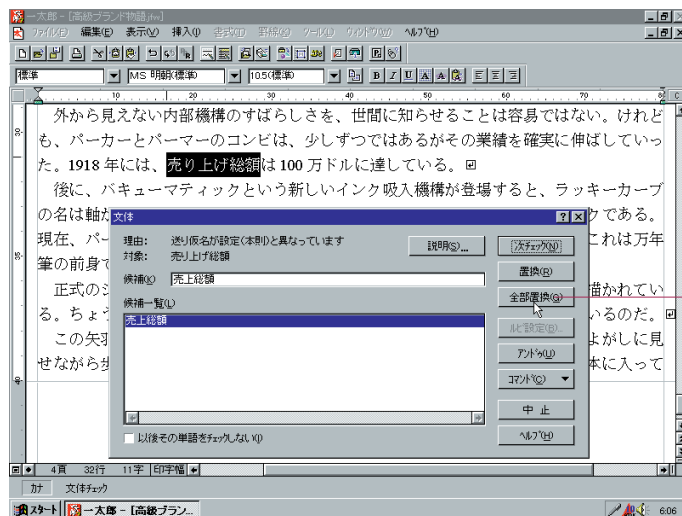 一太郎 - [高級ブランド物語.jtw]
ファイル(F) 編集(E) 表示(V) 挿入(I) 書式(O) 罫線(C) ツール(L) ウィンドウ(W) ヘルプ(H)
標準 MS 明朝(標準) 10.5(標準) B I U A A
10 20 30 40 50 60 70 80
外から見えない内部機構のすばらしさを、世間に知らせることは容易ではない。けれど
も、パーカーとパーマーのコンビは、少しずつではあるがその業績を確実に伸ばしていっ
た。1918 年には、売り上げ総額は 100 万ドルに達している。
後に、バキューマティックという新しいインク吸入機構が登場すると、ラッキーカーブ
の名は軸か
クである。
現在、パー
これは万年
筆の前身で
正式のシ
描かれてい
る。ちょう
いるのだ。
この矢羽
よがしに見
せながら歩
本に入って
文体
理由: 送り仮名が設定(本則)と異なっています
対象: 売り上げ総額
候補(K) 売上総額
候補一覧(L)
売上総額
以後その単語をチェックしない(X)
説明(S)...
次チェック(N)
置換(R)
全部置換(G)
ルビ設定(B)...
アンドゥ(U)
コマンド(C)
中 止
ヘルプ(H)
4頁 32行 11字 印字幅
カナ 文体チェック
スタート 一太郎 - [高級ブラン... 6:06